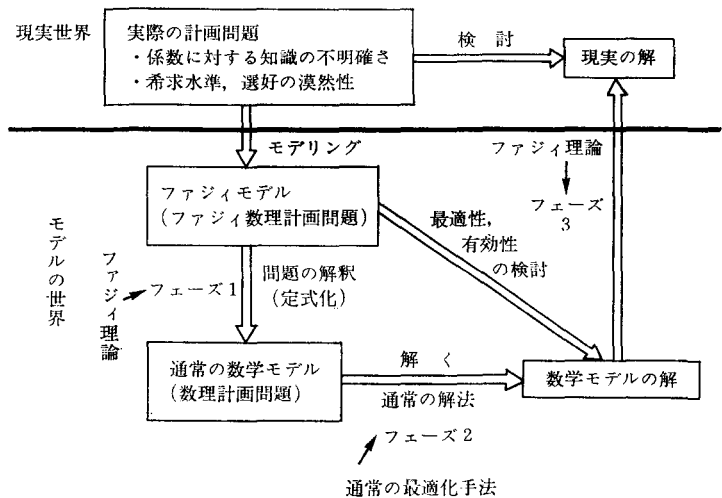 現実世界
実際の計画問題
・係数に対する知識の不明確さ
・希求水準，選好の漠然性
検討
現実の解
モデリング
ファジィ理論
フェーズ
3
ファジィモデル
（ファジィ数理計画問題）
最適性，
有効性
の検討
モデルの世界
ファジィ理論
フェーズ1
問題の解釈
（定式化）
通常の数学モデル
（数理計画問題）
解く
通常の解法
数学モデルの解
フェーズ2
通常の最適化手法